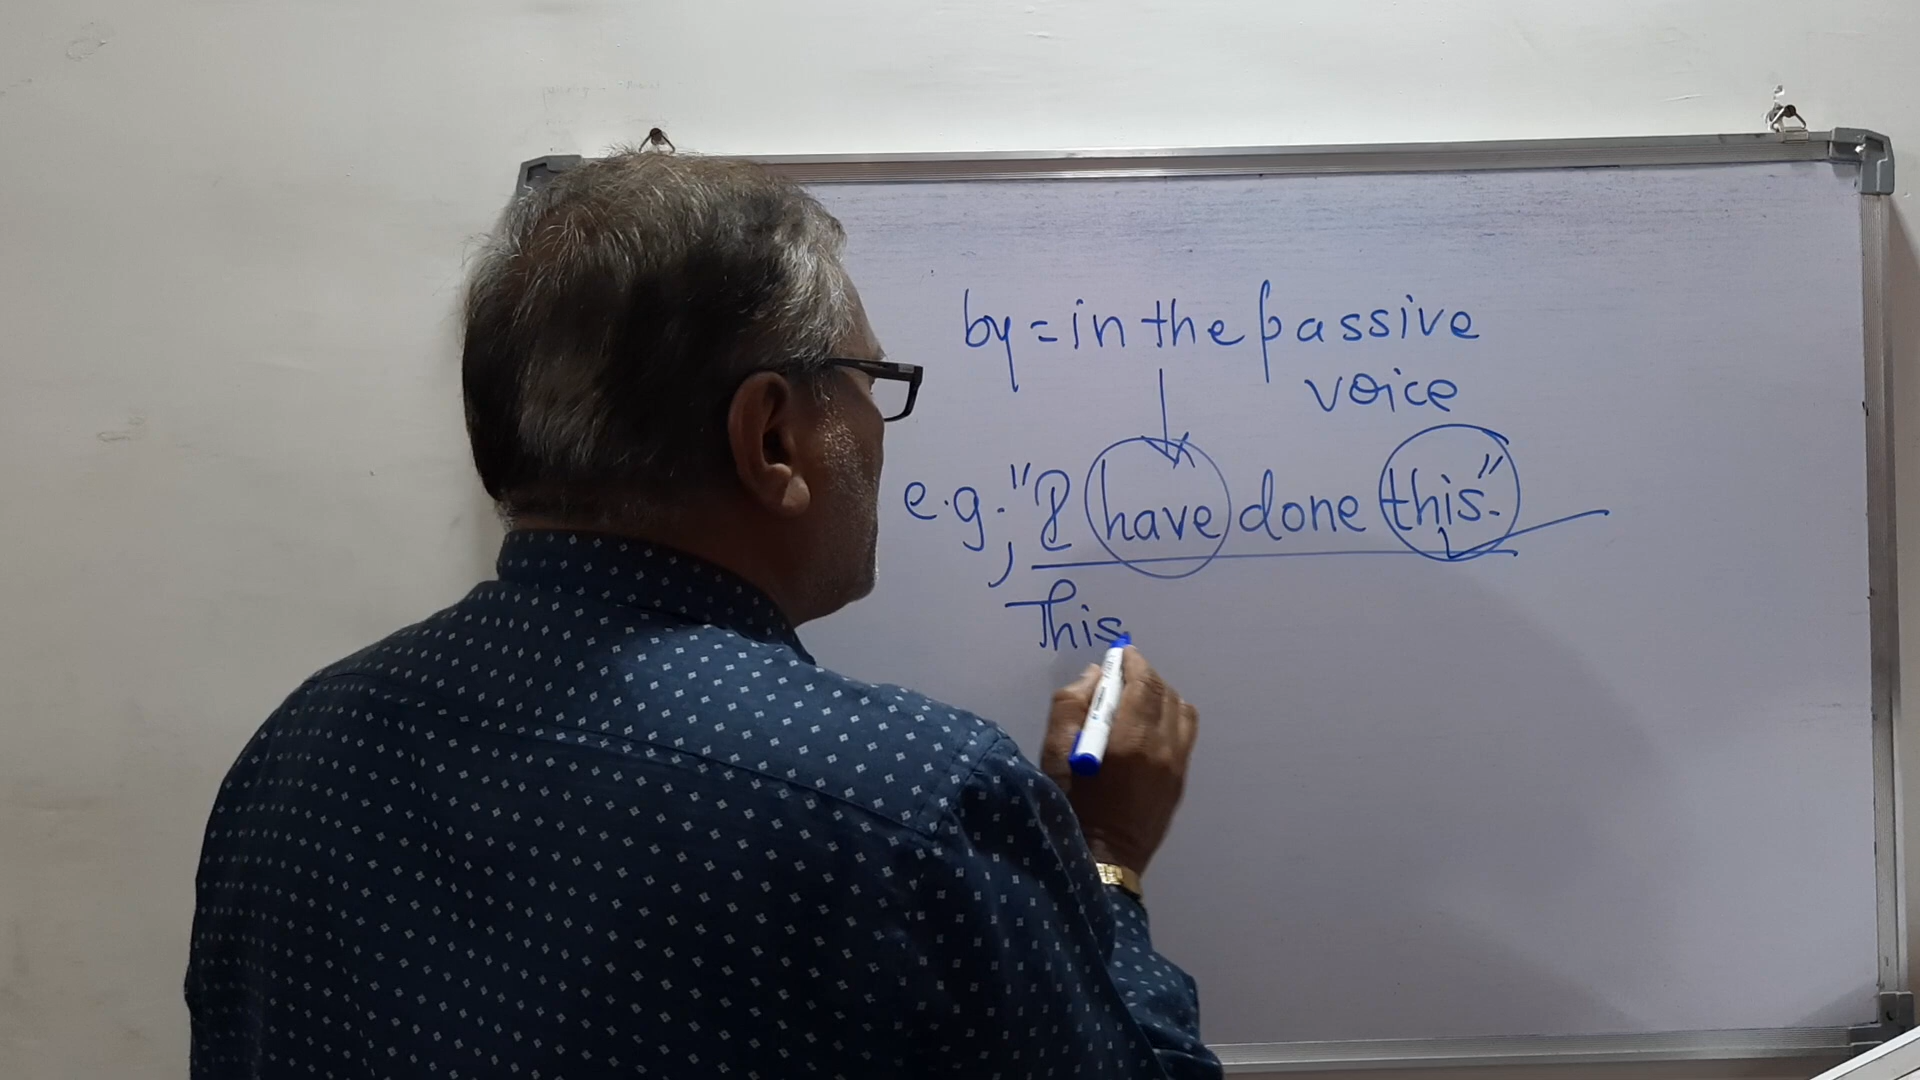 by = in the passive
voice
e.g., "I have done this."
This